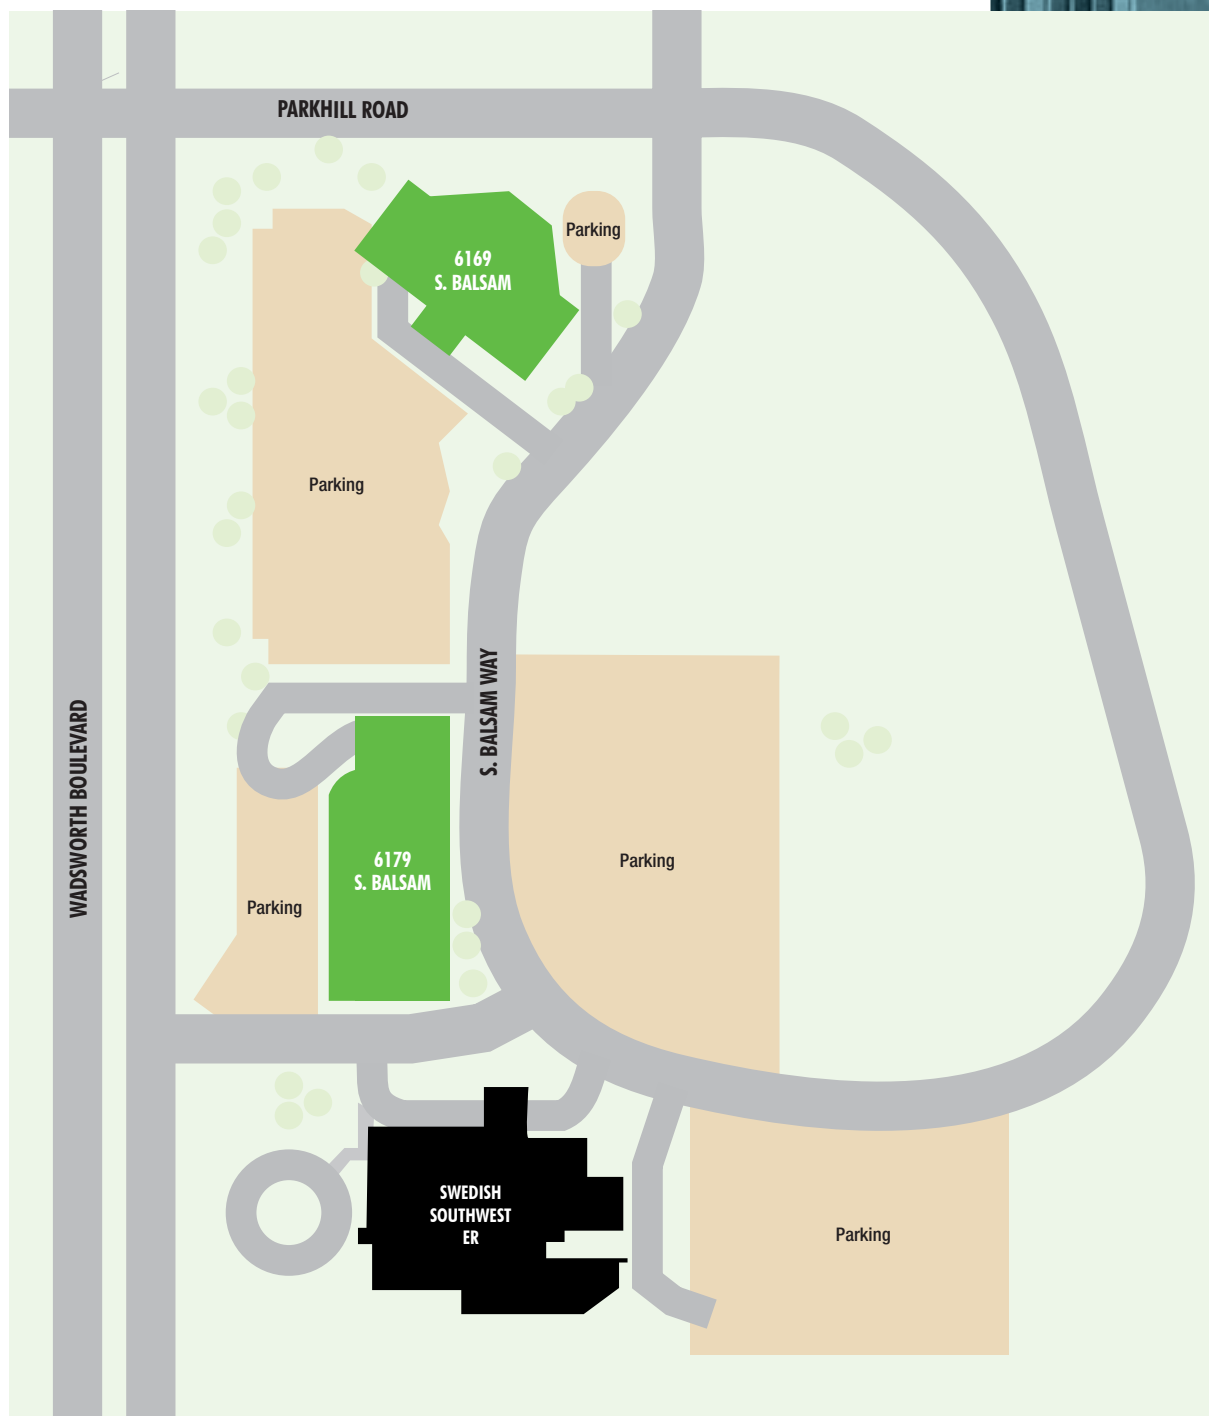 PARKHILL ROAD
Parking
6169
S. BALSAM
Parking
S. BALSAM WAY
WADSWORTH BOULEVARD
6179
S. BALSAM
Parking
Parking
SWEDISH
SOUTHWEST
ER
Parking